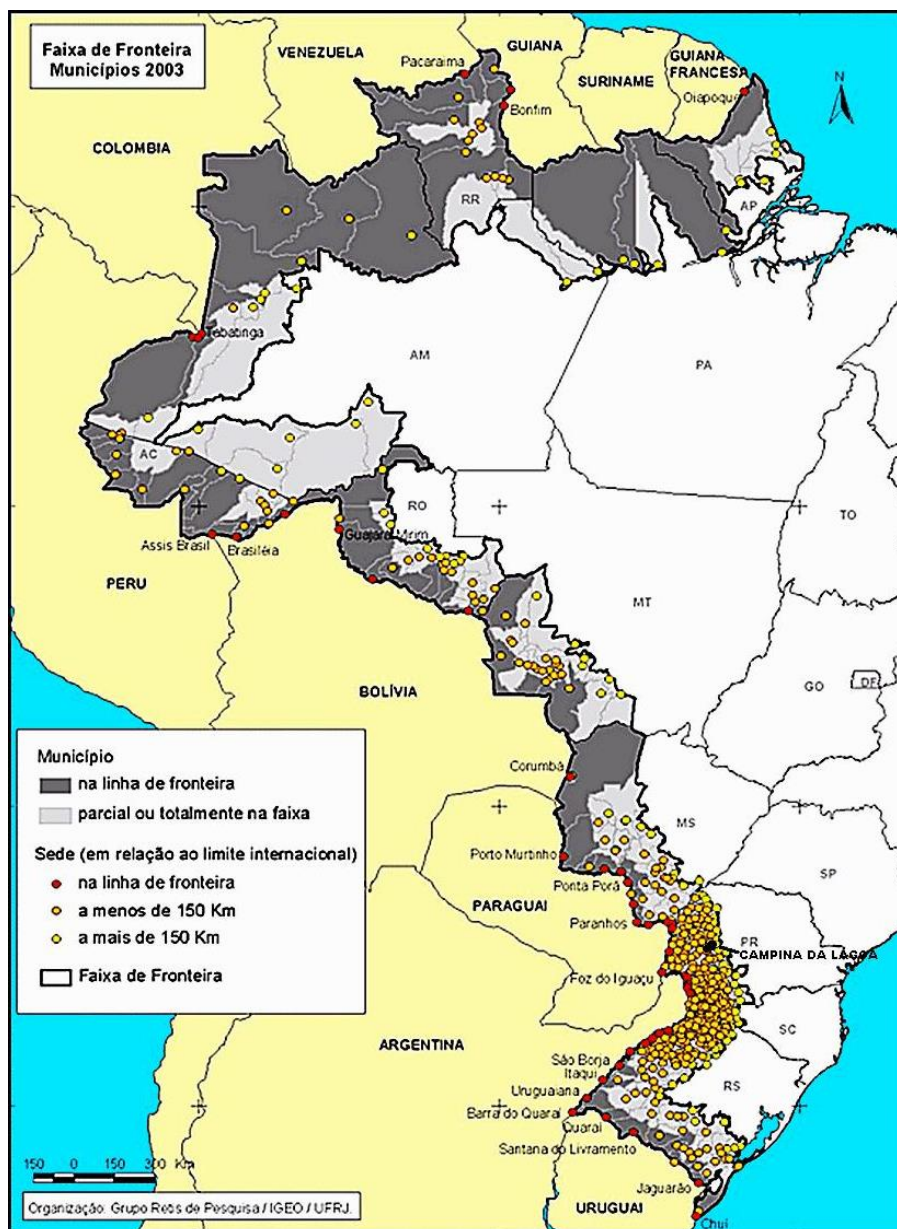 Faixa de Fronteira
Municípios 2003
VENEZUELA
GUIANA
SURINAME
GUIANA
FRANCESA
COLOMBIA
Pacaraima
Bonfim
Oiapoque
N
RR
AP
Tabatinga
AM
PA
AC
RO
TO
Assis Brasil
Brasiléia
Guajará-Mirim
PERU
MT
BOLÍVIA
GO
DF
Município
na linha de fronteira
parcial ou totalmente na faixa
Sede (em relação ao limite internacional)
na linha de fronteira
a menos de 150 Km
a mais de 150 Km
Faixa de Fronteira
Corumbá
MS
Porto Murtinho
SP
Ponta Porã
PARAGUAI
Paranhos
PR
CAMPINA DA LAGOA
Foz do Iguaçu
SC
ARGENTINA
São Borja
Itaqui
RS
Uruguaiana
Barra do Quaraí
Quaraí
Santana do Livramento
150 0 150 300 Km
Jaguarão
Organização: Grupo Retis de Pesquisa / IGEO / UFRJ.
URUGUAI
Chuí